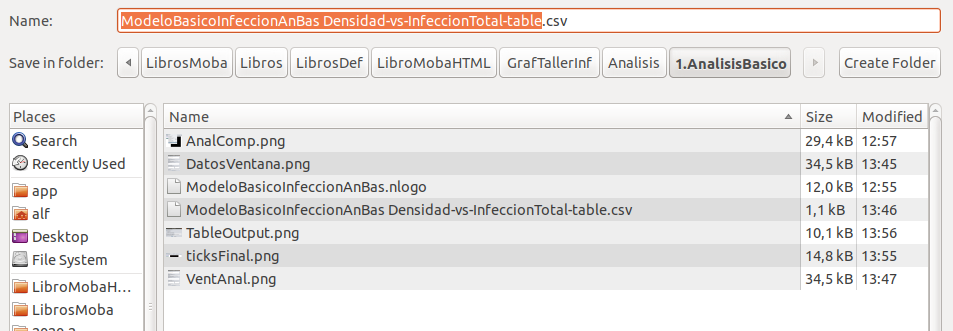 Name: ModeloBasicoInfeccionAnBas Densidad-vs-InfeccionTotal-table.csv
Save in folder: LibrosMoba Libros LibrosDef LibroMobaHTML GrafTallerInf Analisis 1.AnalisisBasico Create Folder
Places Name Size Modified
Search AnalComp.png 29,4 kB 12:57
Recently Used DatosVentana.png 34,5 kB 13:45
app ModeloBasicoInfeccionAnBas.nlogo 12,0 kB 12:55
alf ModeloBasicoInfeccionAnBas Densidad-vs-InfeccionTotal-table.csv 1,1 kB 13:46
Desktop TableOutput.png 10,1 kB 13:56
File System ticksFinal.png 14,8 kB 13:55
LibroMobaH... VentAnal.png 34,5 kB 13:47
LibrosMoba